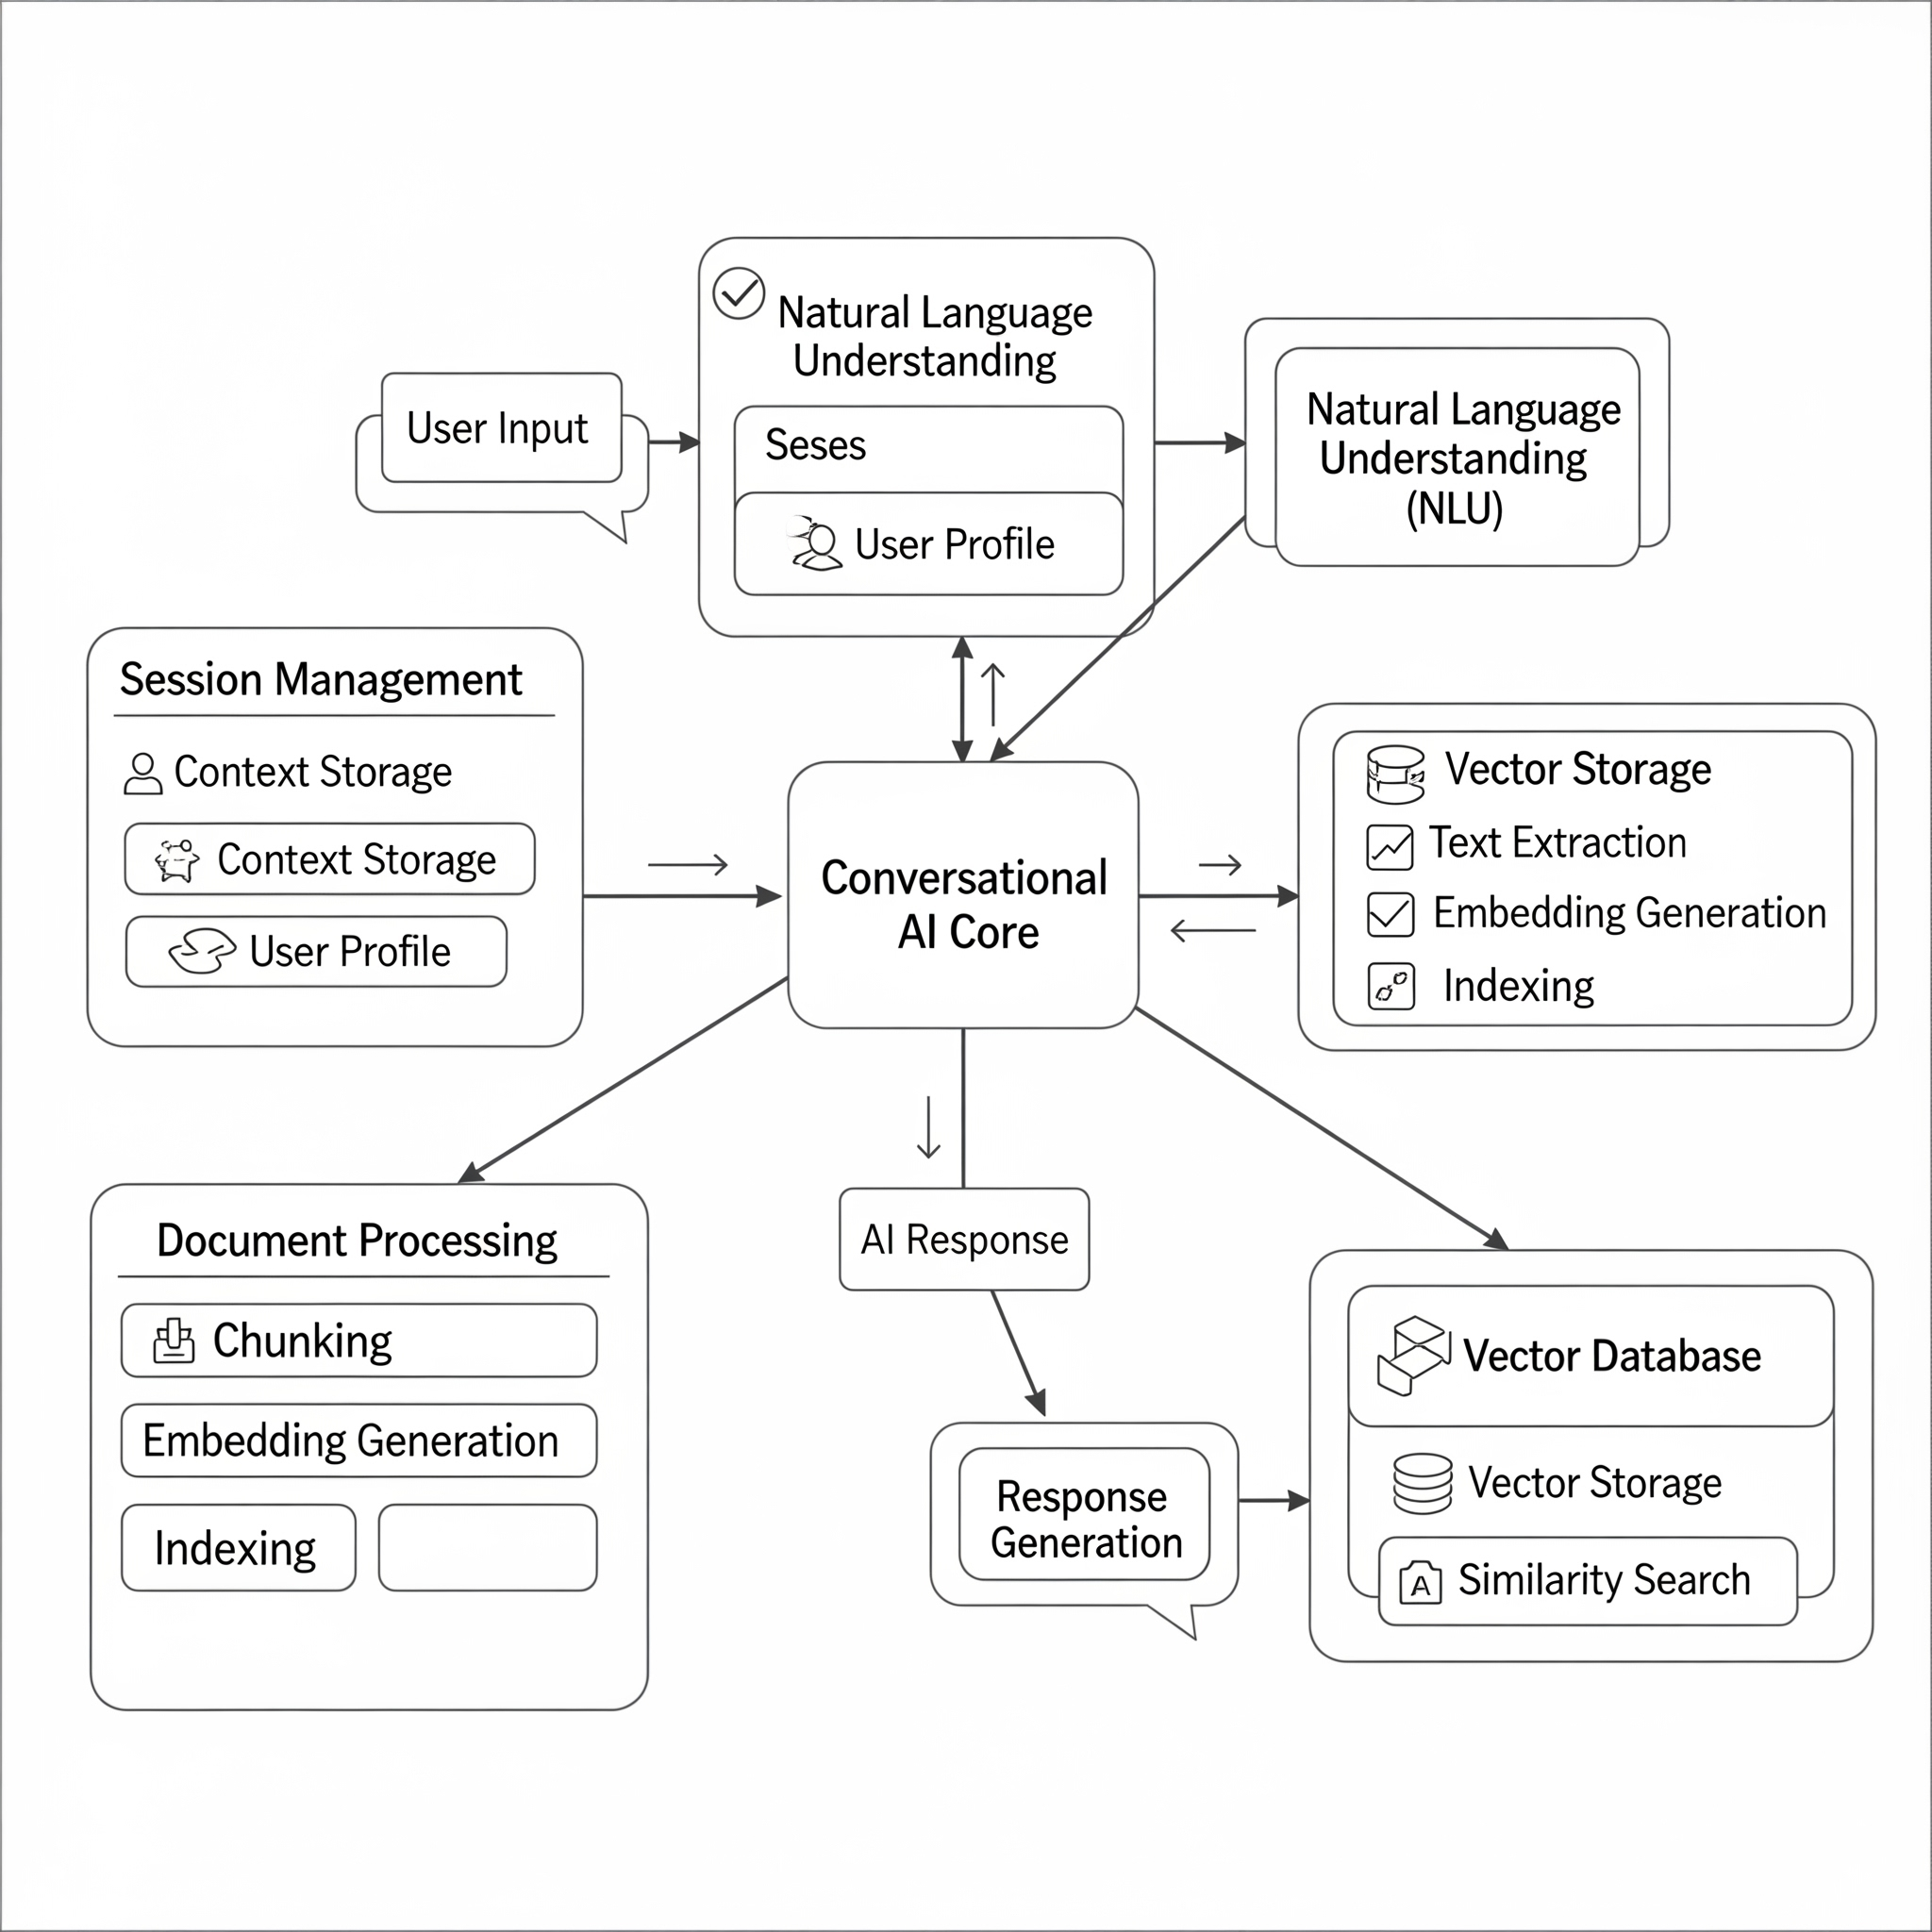 Natural Language
Understanding
Seses
User Profile
User Input
Natural Language
Understanding
(NLU)
Session Management
Context Storage
Context Storage
User Profile
Conversational
AI Core
Vector Storage
Text Extraction
Embedding Generation
Indexing
Document Processing
Chunking
Embedding Generation
Indexing
AI Response
Response
Generation
Vector Database
Vector Storage
A
Similarity Search